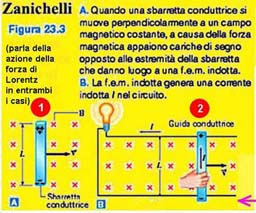 Zanichelli
Figura 23.3
(parla della
azione della
forza di
Lorentz
in entrambi
i casi)
A. Quando una sbarretta conduttrice si
muove perpendicolarmente a un campo
magnetico costante, a causa della forza
magnetica appaiono cariche di segno
opposto alle estremità della sbarretta
che danno luogo a una f.e.m. indotta.
B. La f.e.m. indotta genera una corrente
indotta I nel circuito.
1
B
L
v
Sbarretta
conduttrice
A
2
Guida conduttrice
I
L
I
v
B